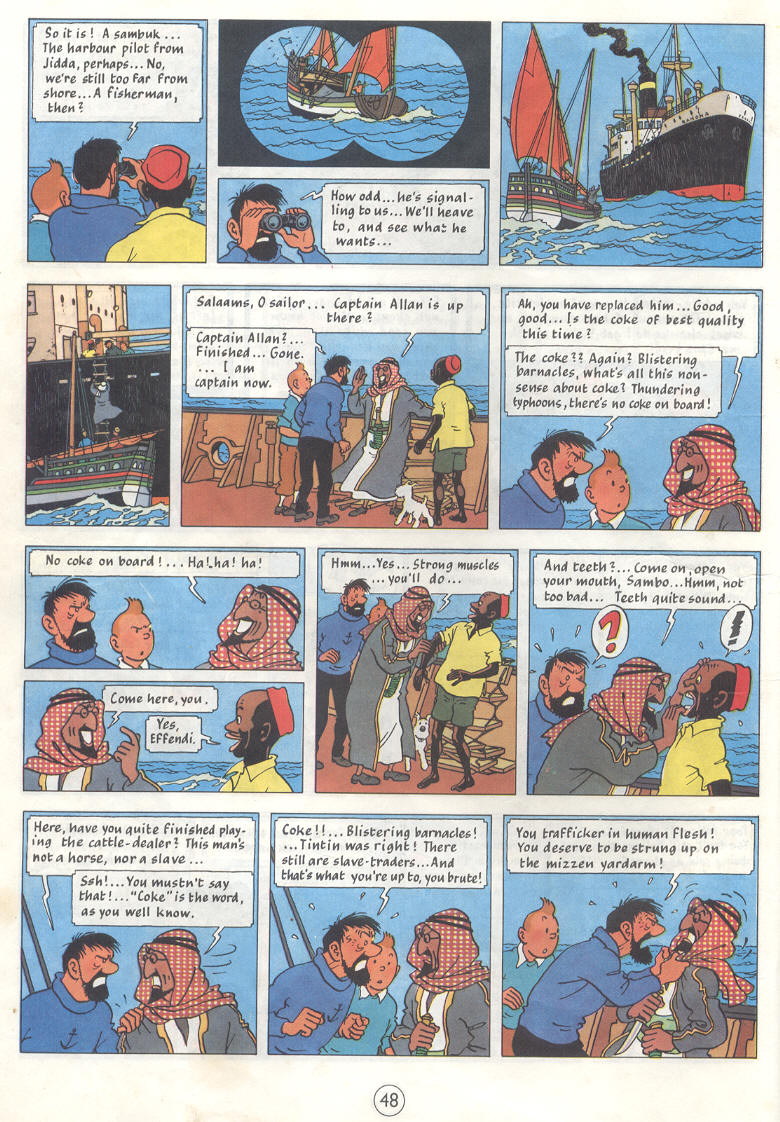 So it is! A sambuk...
The harbour pilot from
Jidda, perhaps... No,
we're still too far from
shore... A fisherman,
then?
How odd... he's signal-
ling to us... We'll heave
to, and see what he
wants...
RAMONA
Salaams, O sailor... Captain Allan is up
there?
Captain Allan?...
Finished... Gone.
... I am
captain now.
Ah, you have replaced him... Good,
good... Is the coke of best quality
this time?
The coke?? Again? Blistering
barnacles, what's all this non-
sense about coke? Thundering
typhoons, there's no coke on board!
No coke on board!... Ha! ha! ha!
Come here, you.
Yes,
Effendi.
Hmm... Yes... Strong muscles
...you'll do...
And teeth?... Come on, open
your mouth, Sambo... Hmm, not
too bad... Teeth quite sound...
?
!
Here, have you quite finished play-
ing the cattle-dealer? This man's
not a horse, nor a slave...
Ssh!... You mustn't say
that!... "Coke" is the word,
as you well know.
Coke!!... Blistering barnacles!
... Tintin was right! There
still are slave-traders... And
that's what you're up to, you brute!
You trafficker in human flesh!
You deserve to be strung up on
the mizzen yardarm!
48